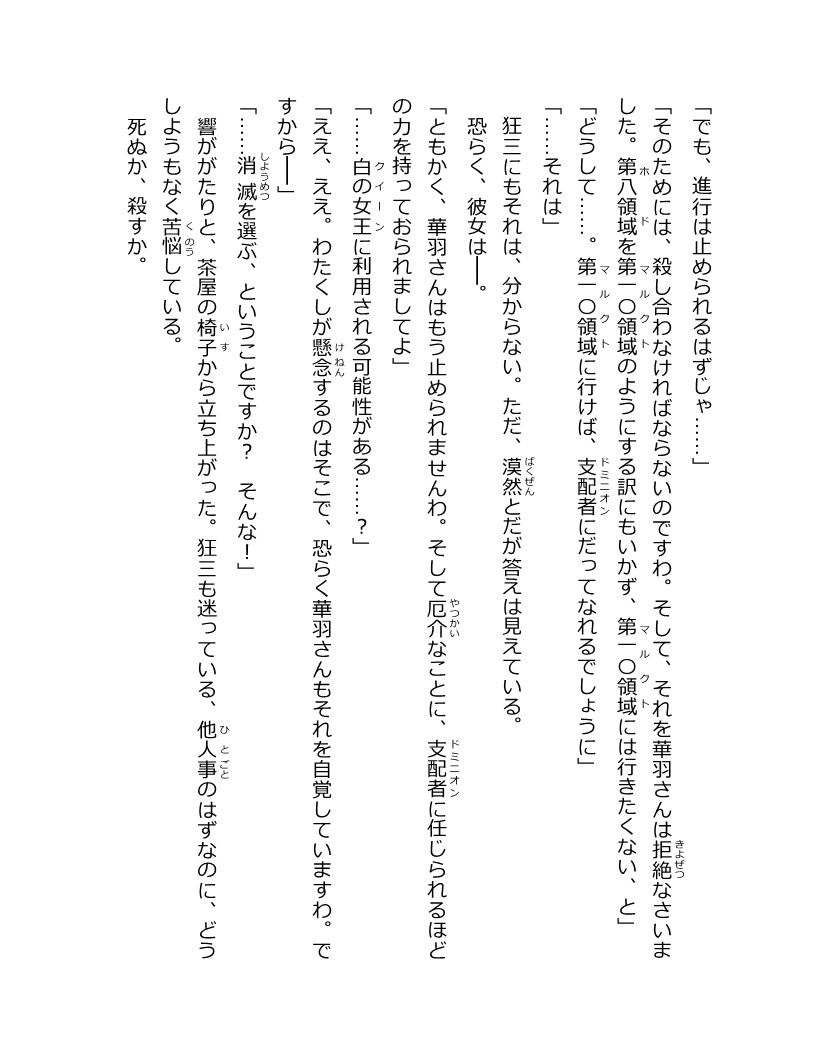 「でも、進行は止められるはずじゃ……」
「そのためには、殺し合わなければならないのですわ。そして、それを華羽さんは拒絶なさいま
した。第八領域を第一〇領域のようにする訳にもいかず、第一〇領域には行きたくない、と」
「どうして……。第一〇領域に行けば、支配者にだってなれるでしょうに」
「……それは」
狂三にもそれは、分からない。ただ、漠然とだが答えは見えている。
恐らく、彼女は――。
「ともかく、華羽さんはもう止められませんわ。そして厄介なことに、支配者に任じられるほど
の力を持っておられましてよ」
「……白の女王に利用される可能性がある……？」
「ええ、ええ。わたくしが懸念するのはそこで、恐らく華羽さんもそれを自覚していますわ。で
すから――」
「……消滅を選ぶ、ということですか？　そんな！」
響ががたりと、茶屋の椅子から立ち上がった。狂三も迷っている、他人事のはずなのに、どう
しようもなく苦悩している。
死ぬか、殺すか。